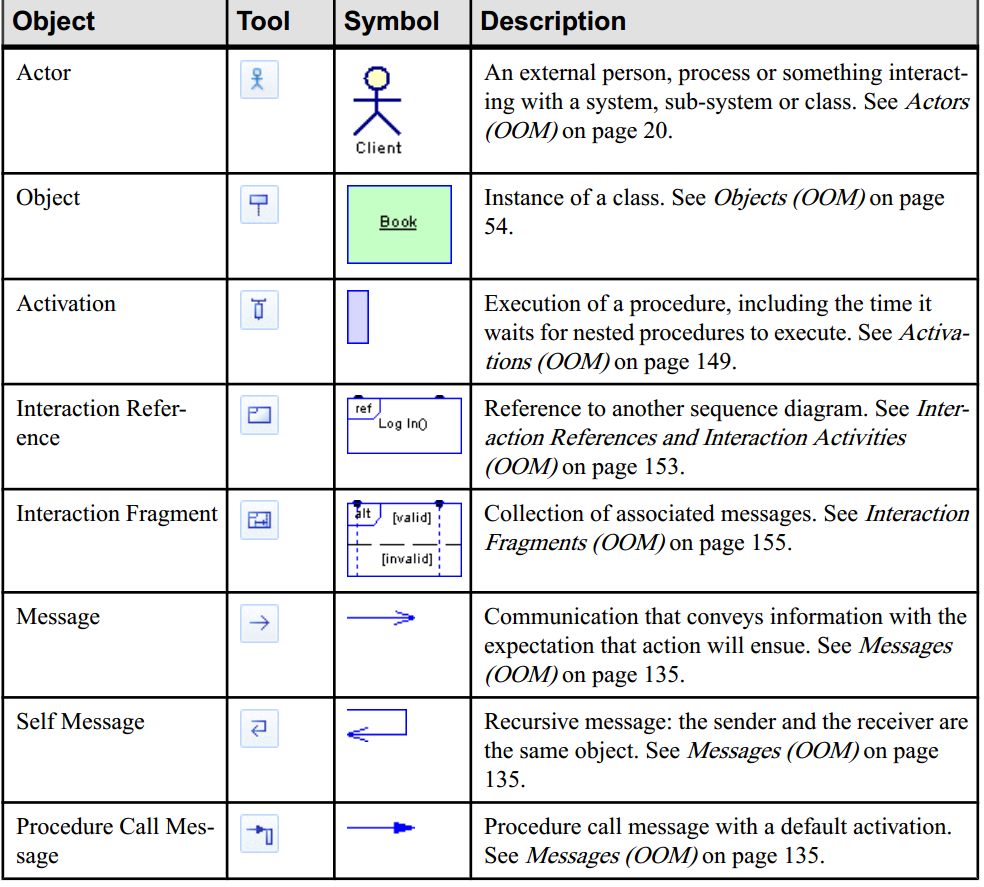 Object Tool Symbol Description
Actor
Client
An external person, process or something interact-
ing with a system, sub-system or class. See Actors
(OOM) on page 20.
Object
Book
Instance of a class. See Objects (OOM) on page
54.
Activation
Execution of a procedure, including the time it
waits for nested procedures to execute. See Activa-
tions (OOM) on page 149.
Interaction Refer-
ence
ref
Log In()
Reference to another sequence diagram. See Inter-
action References and Interaction Activities
(OOM) on page 153.
Interaction Fragment
alt
[valid]
[invalid]
Collection of associated messages. See Interaction
Fragments (OOM) on page 155.
Message
Communication that conveys information with the
expectation that action will ensue. See Messages
(OOM) on page 135.
Self Message
Recursive message: the sender and the receiver are
the same object. See Messages (OOM) on page
135.
Procedure Call Mes-
sage
Procedure call message with a default activation.
See Messages (OOM) on page 135.